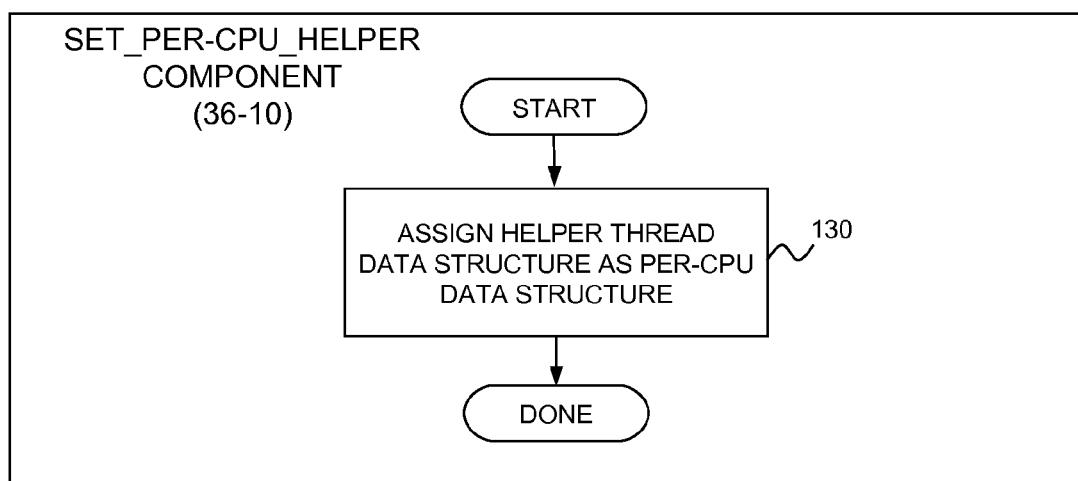 SET_PER-CPU_HELPER
COMPONENT
(36-10)
START
ASSIGN HELPER THREAD
DATA STRUCTURE AS PER-CPU
DATA STRUCTURE
130
DONE